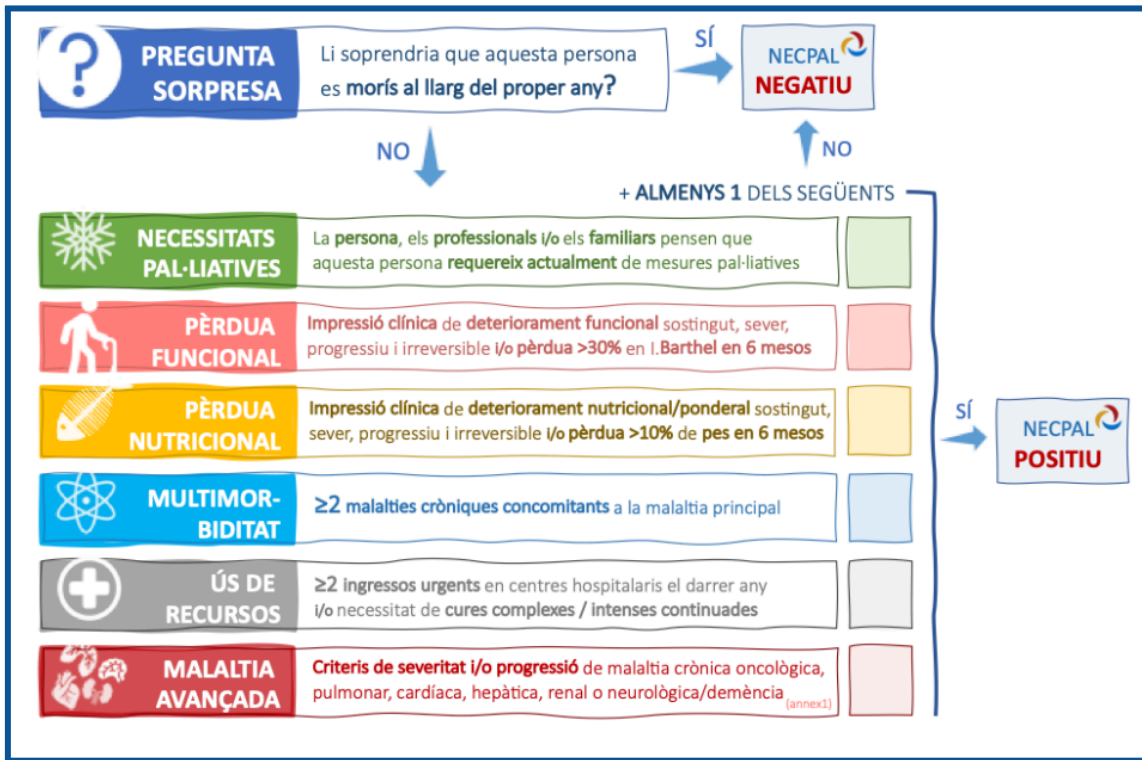 PREGUNTA
SORPRESA
Li soprendria que aquesta persona
es morís al llarg del proper any?
SÍ
NECPAL
NEGATIU
NO
NO
+ ALMENYS 1 DELS SEGÜENTS
NECESSITATS
PAL·LIATIVES
La persona, els professionals i/o els familiars pensen que
aquesta persona requereix actualment de mesures pal·liatives
PÈRDUA
FUNCIONAL
Impressió clínica de deteriorament funcional sostingut, sever,
progressiu i irreversible i/o pèrdua >30% en I.Barthel en 6 mesos
PÈRDUA
NUTRICIONAL
Impressió clínica de deteriorament nutricional/ponderal sostingut,
sever, progressiu i irreversible i/o pèrdua >10% de pes en 6 mesos
SÍ
NECPAL
POSITIU
MULTIMOR-
BIDITAT
≥2 malalties cròniques concomitants a la malaltia principal
ÚS DE
RECURSOS
≥2 ingressos urgents en centres hospitalaris el darrer any
i/o necessitat de cures complexes / intenses continuades
MALALTIA
AVANÇADA
Criteris de severitat i/o progressió de malaltia crònica oncològica,
pulmonar, cardíaca, hepàtica, renal o neurològica/demència
(annex1)